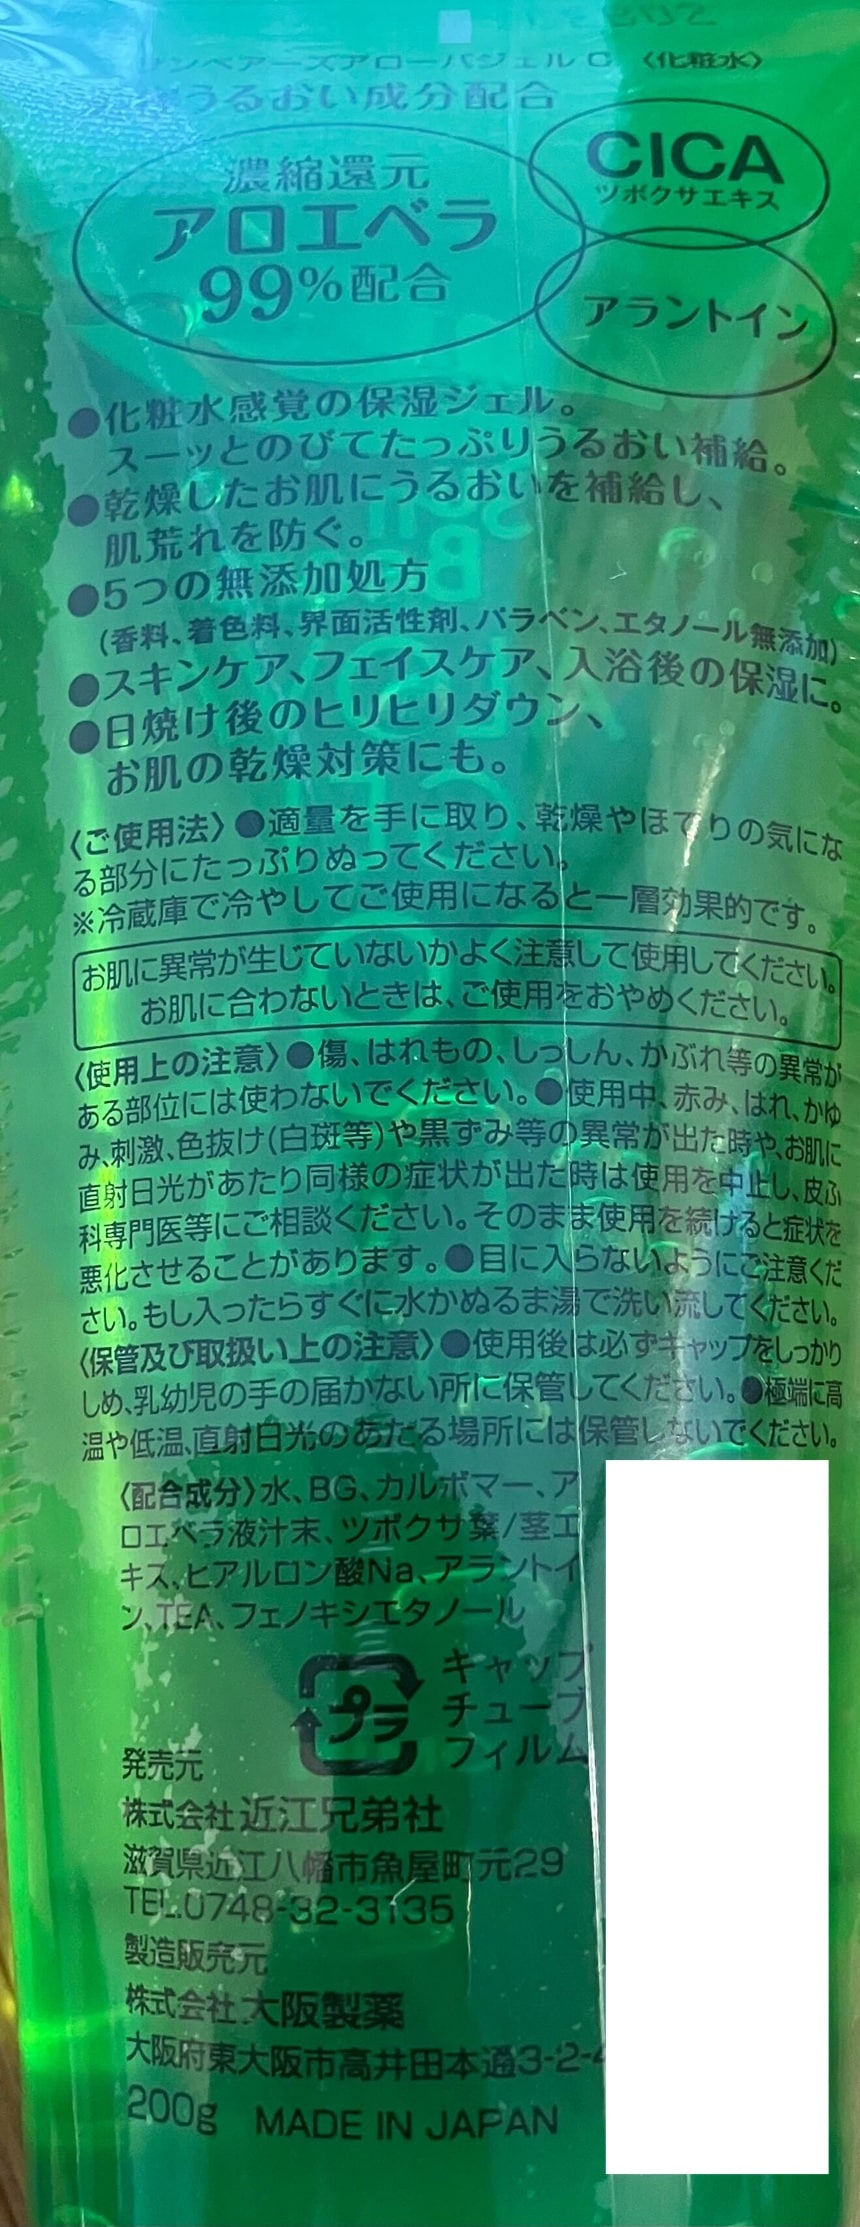 ンベアーズアローバジェル C 〈化粧水〉
うるおい成分配合
濃縮還元
アロエベラ
99%配合
CICA
ツボクサエキス
アラントイン
●化粧水感覚の保湿ジェル。
スーッとのびてたっぷりうるおい補給。
●乾燥したお肌にうるおいを補給し、
肌荒れを防ぐ。
●5つの無添加処方
(香料、着色料、界面活性剤、パラベン、エタノール無添加)
●スキンケア、フェイスケア、入浴後の保湿に。
●日焼け後のヒリヒリダウン、
お肌の乾燥対策にも。
〈ご使用法〉●適量を手に取り、乾燥やほてりの気にな
る部分にたっぷりぬってください。
※冷蔵庫で冷やしてご使用になると一層効果的です。
お肌に異常が生じていないかよく注意して使用してください。
お肌に合わないときは、ご使用をおやめください。
〈使用上の注意〉●傷、はれもの、しっしん、かぶれ等の異常が
ある部位には使わないでください。●使用中、赤み、はれ、かゆ
み、刺激、色抜け(白斑等)や黒ずみ等の異常が出た時や、お肌に
直射日光があたり同様の症状が出た時は使用を中止し、皮ふ
科専門医等にご相談ください。そのまま使用を続けると症状を
悪化させることがあります。●目に入らないようにご注意くだ
さい。もし入ったらすぐに水かぬるま湯で洗い流してください。
〈保管及び取扱い上の注意〉●使用後は必ずキャップをしっかり
しめ、乳幼児の手の届かない所に保管してください。●極端に高
温や低温、直射日光のあたる場所には保管しないでください。
〈配合成分〉水、BG、カルボマー、ア
ロエベラ液汁末、ツボクサ葉/茎エ
キス、ヒアルロン酸Na、アラントイ
ン、TEA、フェノキシエタノール
プラ
キャップ
チューブ
フィルム
発売元
株式会社近江兄弟社
滋賀県近江八幡市魚屋町元29
TEL.0748-32-3135
製造販売元
株式会社大阪製薬
大阪府東大阪市高井田本通3-2-4
200g MADE IN JAPAN